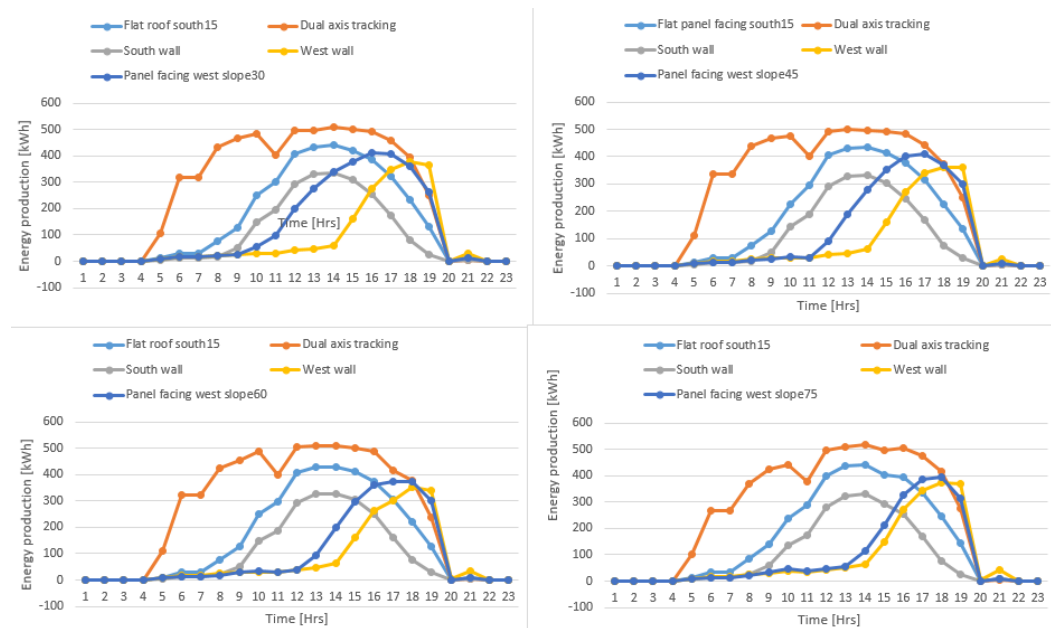 Flat roof south15 Dual axis tracking
South wall West wall
Panel facing west slope30
Energy production [kWh]
600
500
400
300
200
100
0
-100
Time [Hrs]
1 2 3 4 5 6 7 8 9 10 11 12 13 14 15 16 17 18 19 20 21 22 23
Flat panel facing south15 Dual axis tracking
South wall West wall
Panel facing west slope45
Energy production [kWh]
600
500
400
300
200
100
0
-100
1 2 3 4 5 6 7 8 9 10 11 12 13 14 15 16 17 18 19 20 21 22 23
Time [Hrs]
Flat roof south15 Dual axis tracking
South wall West wall
Panel facing west slope60
Energy production [kWh]
600
500
400
300
200
100
0
-100
1 2 3 4 5 6 7 8 9 10 11 12 13 14 15 16 17 18 19 20 21 22 23
Time [Hrs]
Flat roof south15 Dual axis tracking
South wall West wall
Panel facing west slope75
Energy production [kWh]
600
500
400
300
200
100
0
-100
1 2 3 4 5 6 7 8 9 10 11 12 13 14 15 16 17 18 19 20 21 22 23
Time [Hrs]